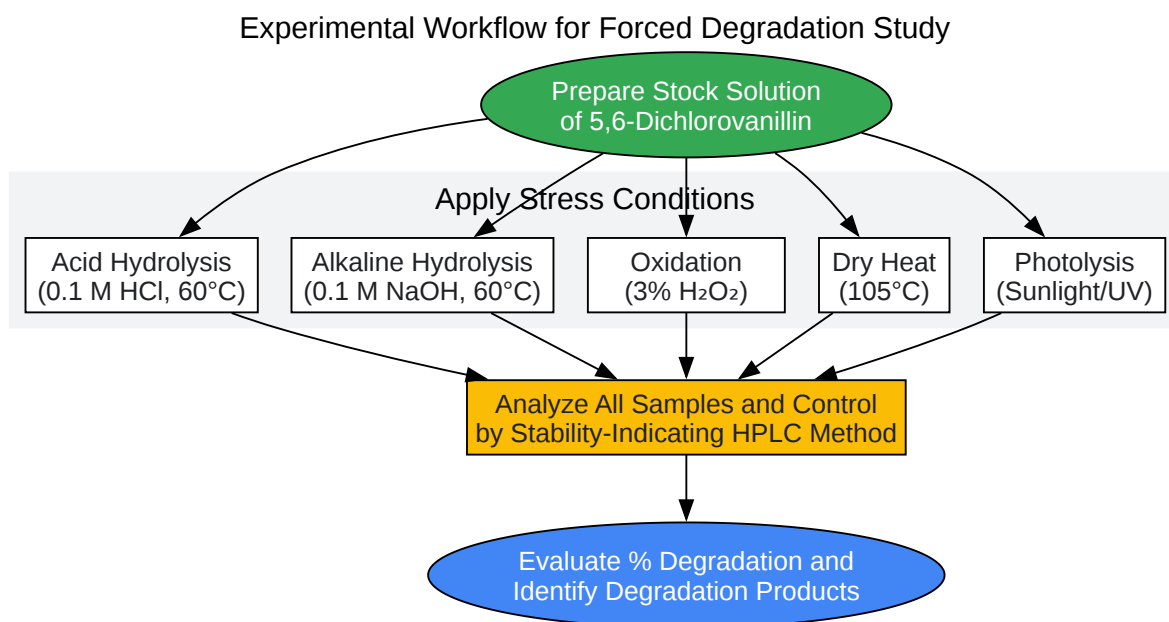 Experimental Workflow for Forced Degradation Study
Prepare Stock Solution
of 5,6-Dichlorovanillin
Apply Stress Conditions
Acid Hydrolysis
(0.1 M HCl, 60°C)
Alkaline Hydrolysis
(0.1 M NaOH, 60°C)
Oxidation
(3% H₂O₂)
Dry Heat
(105°C)
Photolysis
(Sunlight/UV)
Analyze All Samples and Control
by Stability-Indicating HPLC Method
Evaluate % Degradation and
Identify Degradation Products